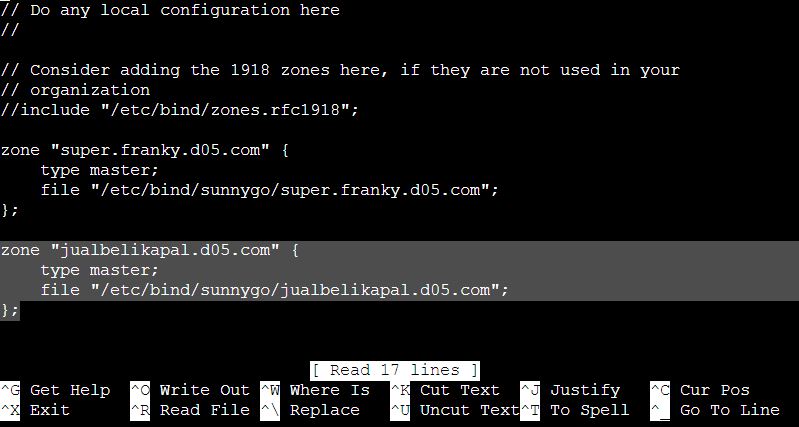 // Do any local configuration here
//
// Consider adding the 1918 zones here, if they are not used in your
// organization
//include "/etc/bind/zones.rfc1918";
zone "super.franky.d05.com" {
    type master;
    file "/etc/bind/sunnygo/super.franky.d05.com";
};
zone "jualbelikapal.d05.com" {
    type master;
    file "/etc/bind/sunnygo/jualbelikapal.d05.com";
};
[ Read 17 lines ]
^G Get Help  ^O Write Out ^W Where Is  ^K Cut Text  ^J Justify   ^C Cur Pos
^X Exit      ^R Read File ^\ Replace   ^U Uncut Text^T To Spell  ^_ Go To Line